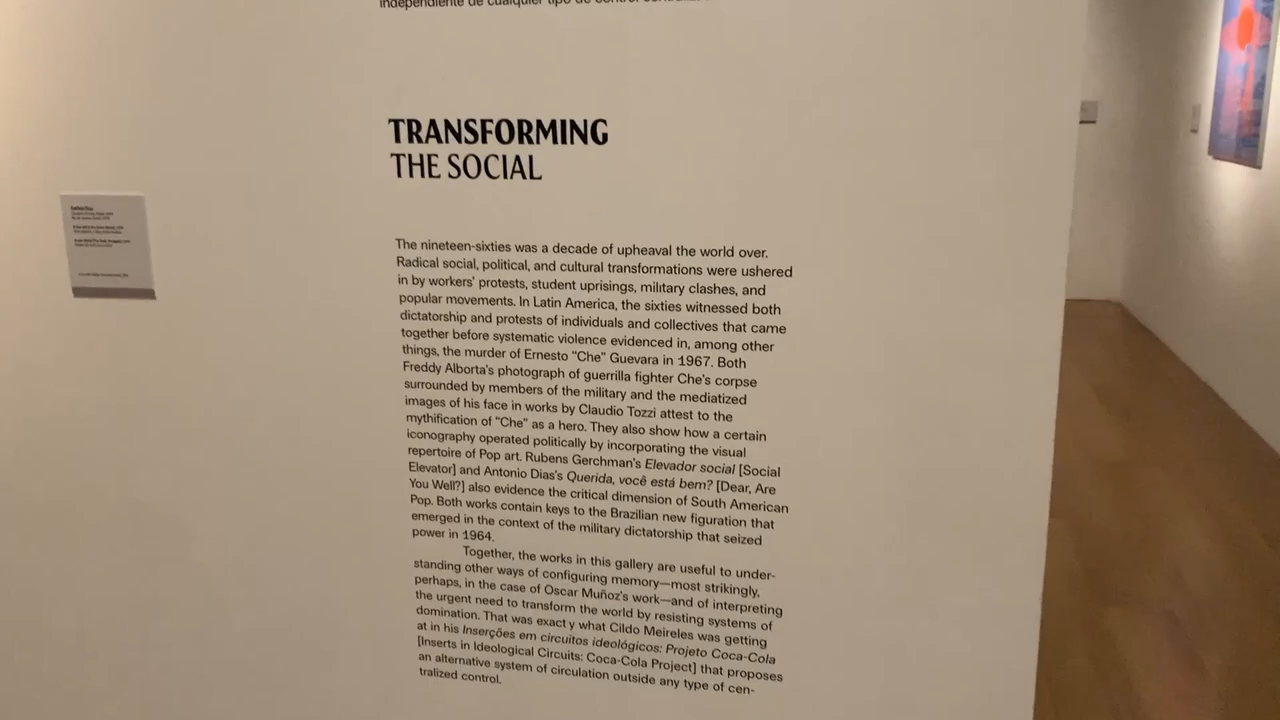 independiente de cualquier tipo de control
TRANSFORMING
THE SOCIAL
The nineteen-sixties was a decade of upheaval the world over.
Radical social, political, and cultural transformations were ushered
in by workers' protests, student uprisings, military clashes, and
popular movements. In Latin America, the sixties witnessed both
dictatorship and protests of individuals and collectives that came
together before systematic violence evidenced in, among other
things, the murder of Ernesto "Che" Guevara in 1967. Both
Freddy Alborta's photograph of guerrilla fighter Che's corpse
surrounded by members of the military and the mediatized
images of his face in works by Claudio Tozzi attest to the
mythification of "Che" as a hero. They also show how a certain
iconography operated politically by incorporating the visual
repertoire of Pop art. Rubens Gerchman's Elevador social [Social
Elevator] and Antonio Dias's Querida, você está bem? [Dear, Are
You Well?] also evidence the critical dimension of South American
Pop. Both works contain keys to the Brazilian new figuration that
emerged in the context of the military dictatorship that seized
power in 1964.
Together, the works in this gallery are useful to under-
standing other ways of configuring memory—most strikingly,
perhaps, in the case of Oscar Muñoz's work—and of interpreting
the urgent need to transform the world by resisting systems of
domination. That was exact y what Cildo Meireles was getting
at in his Inserções em circuitos ideológicos: Projeto Coca-Cola
[Inserts in Ideological Circuits: Coca-Cola Project] that proposes
an alternative system of circulation outside any type of cen-
tralized control.